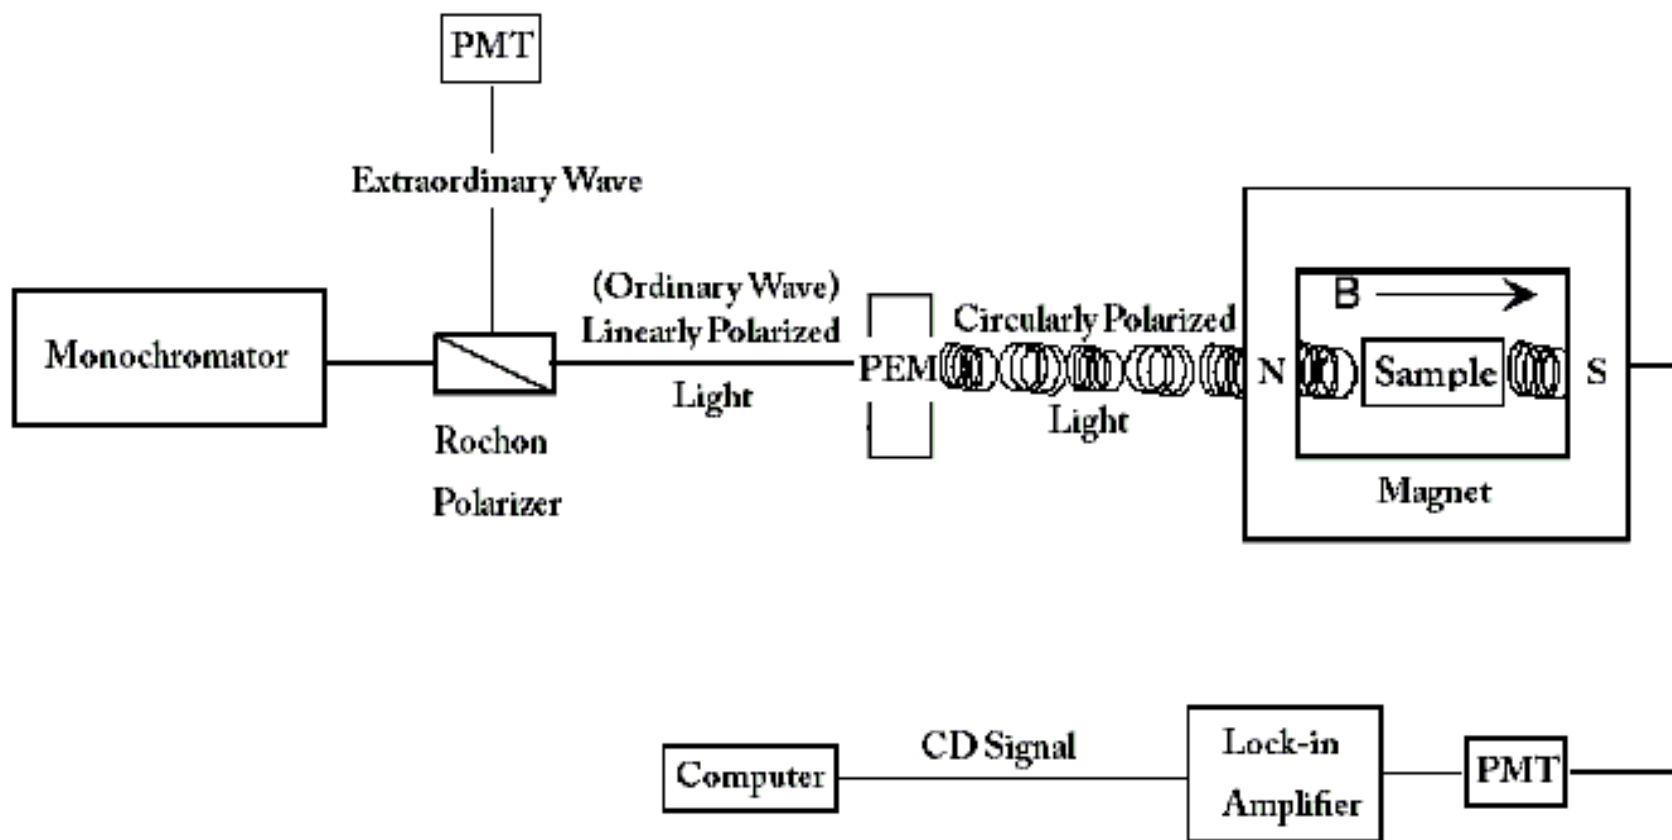 PMT
Extraordinary Wave
(Ordinary Wave)
Linearly Polarized
Light
Monochromator
Rochon
Polarizer
PEM
Circularly Polarized
Light
B
N
Sample
S
Magnet
CD Signal
Computer
Lock-in
Amplifier
PMT